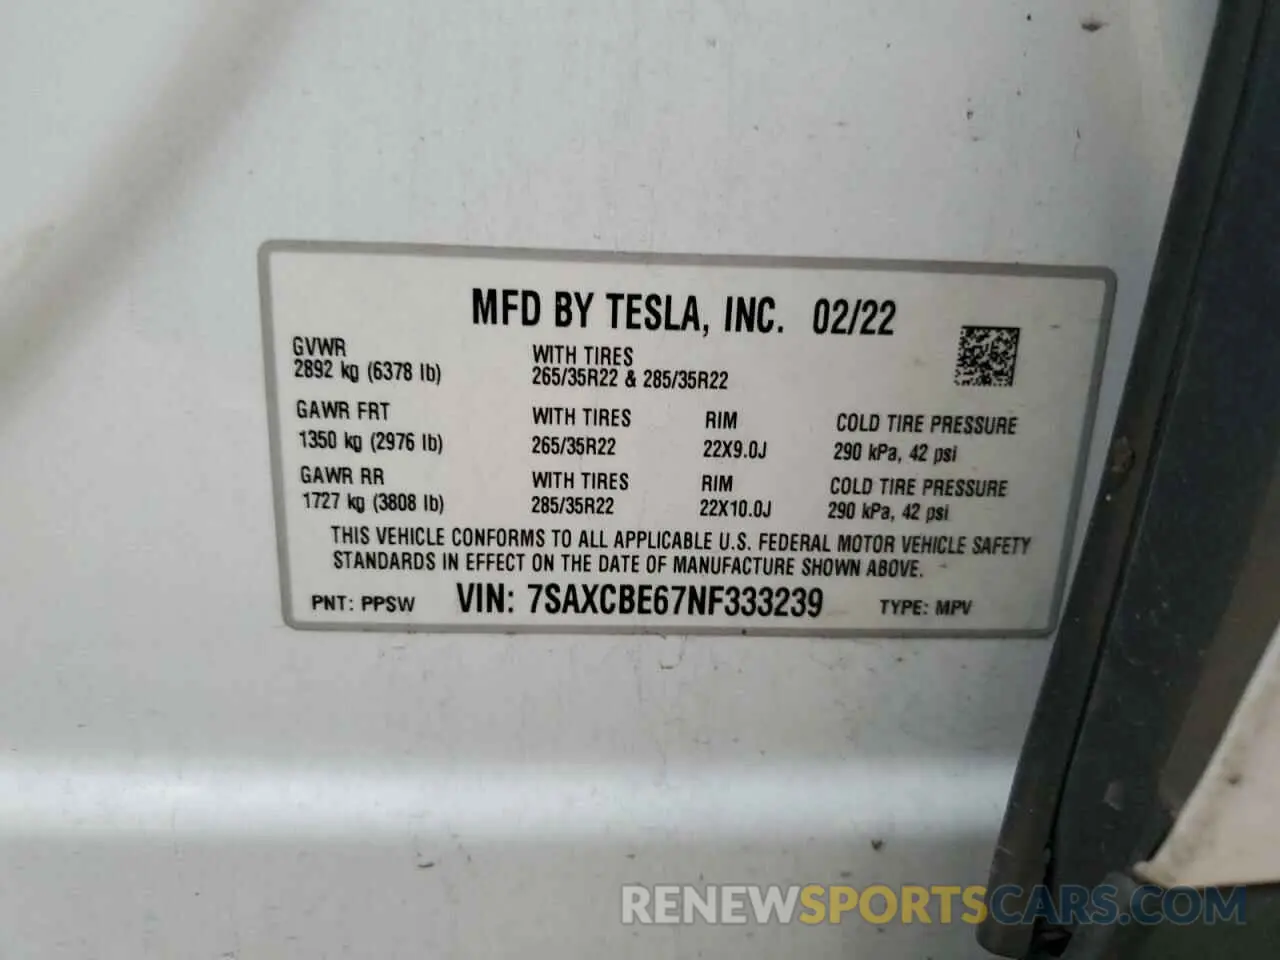 MFD BY TESLA, INC. 02/22
GVWR
2892 kg (6378 lb)
WITH TIRES
265/35R22 & 285/35R22
GAWR FRT WITH TIRES RIM COLD TIRE PRESSURE
1350 kg (2976 lb) 265/35R22 22X9.0J 290 kPa, 42 psi
GAWR RR WITH TIRES RIM COLD TIRE PRESSURE
1727 kg (3808 lb) 285/35R22 22X10.0J 290 kPa, 42 psi
THIS VEHICLE CONFORMS TO ALL APPLICABLE U.S. FEDERAL MOTOR VEHICLE SAFETY
STANDARDS IN EFFECT ON THE DATE OF MANUFACTURE SHOWN ABOVE.
PNT: PPSW VIN: 7SAXCBE67NF333239 TYPE: MPV
RENEWSPORTSCARS.COM